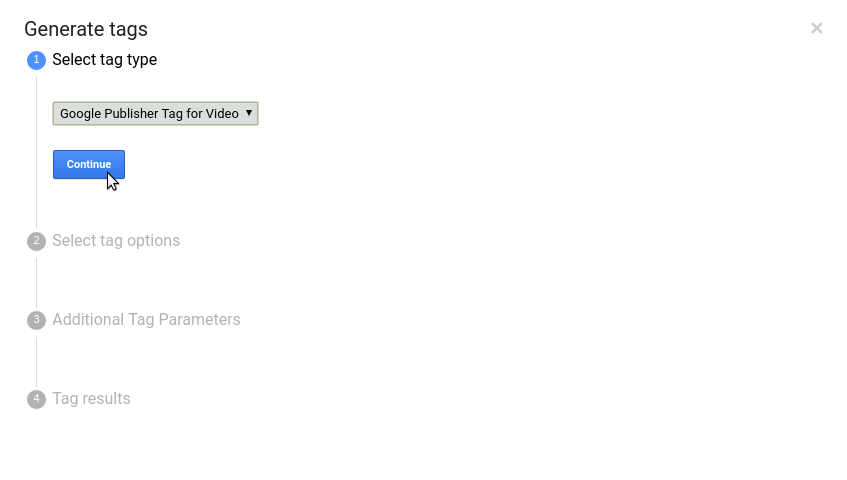 Generate tags
×
1 Select tag type
Google Publisher Tag for Video ▼
Continue
2 Select tag options
3 Additional Tag Parameters
4 Tag results